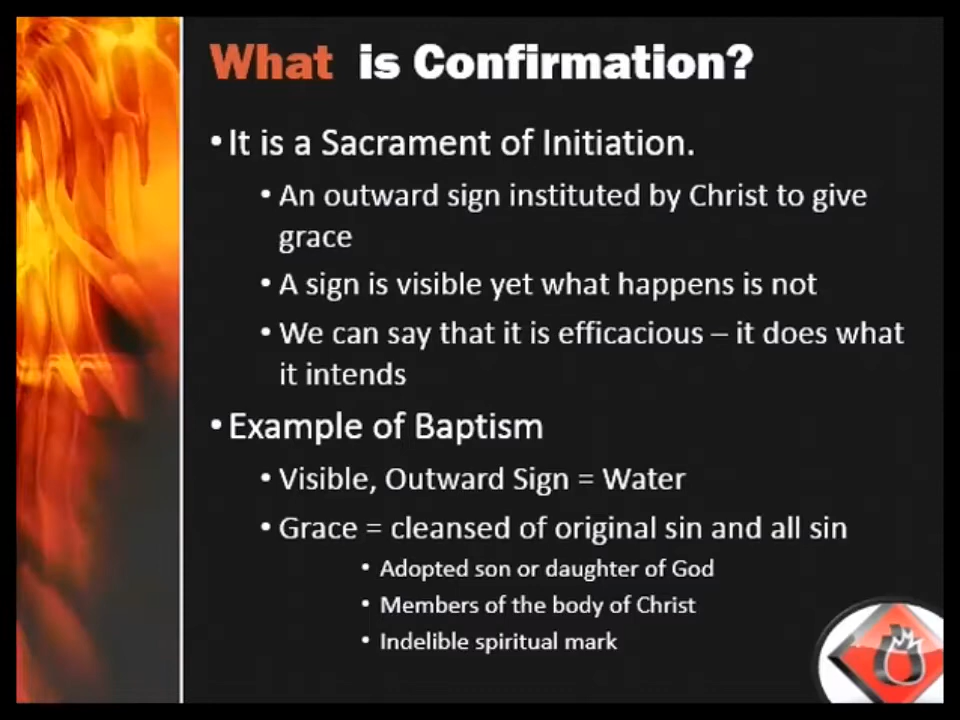 What is Confirmation?
• It is a Sacrament of Initiation.
• An outward sign instituted by Christ to give
grace
• A sign is visible yet what happens is not
• We can say that it is efficacious – it does what
it intends
• Example of Baptism
• Visible, Outward Sign = Water
• Grace = cleansed of original sin and all sin
• Adopted son or daughter of God
• Members of the body of Christ
• Indelible spiritual mark